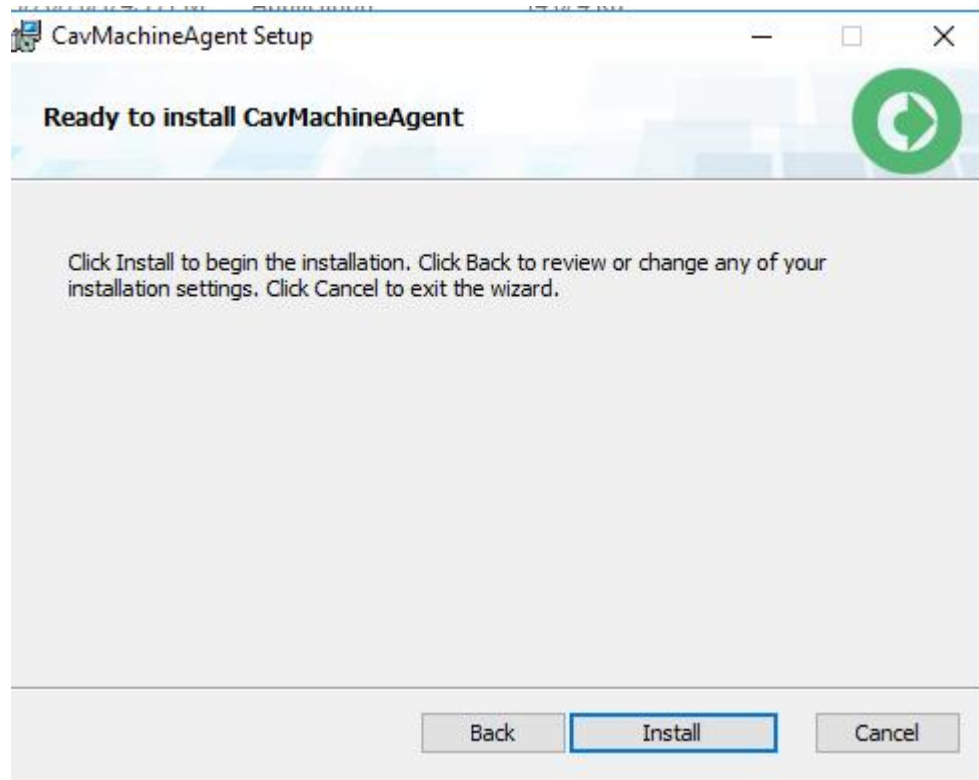 CavMachineAgent Setup
Ready to install CavMachineAgent
Click Install to begin the installation. Click Back to review or change any of your
installation settings. Click Cancel to exit the wizard.
Back
Install
Cancel